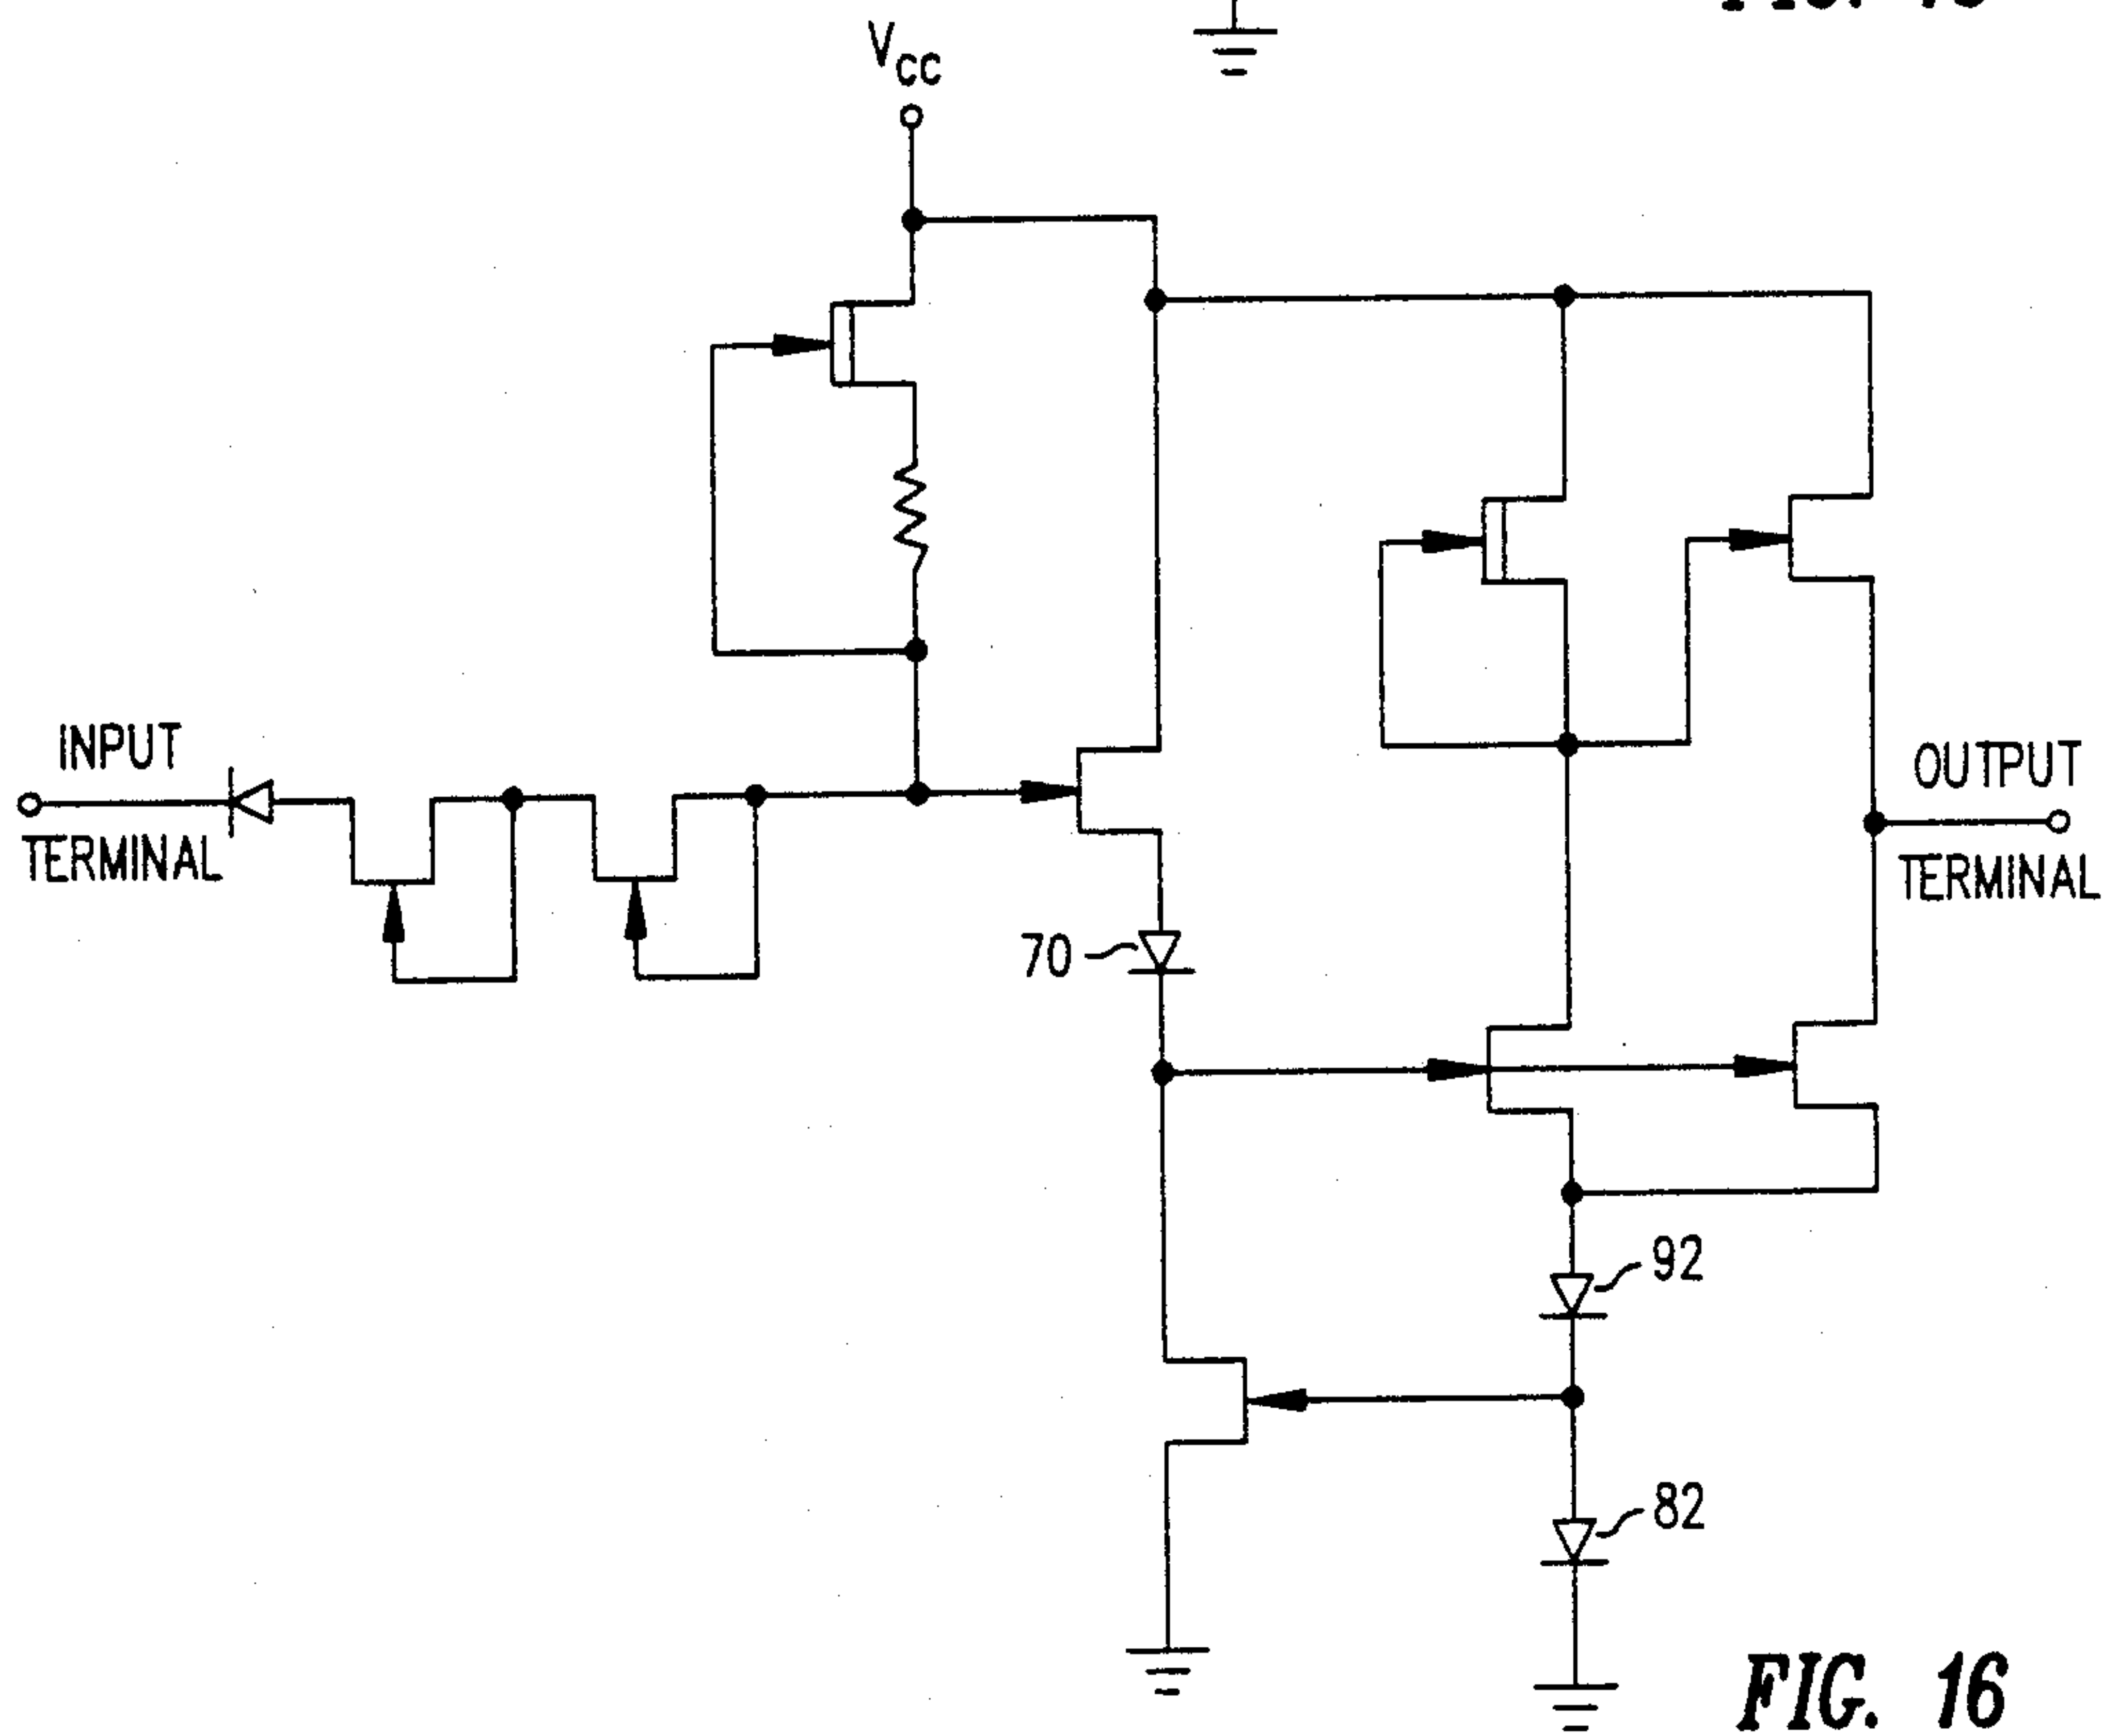 V_CC
INPUT
TERMINAL
OUTPUT
TERMINAL
70
92
82
FIG. 16